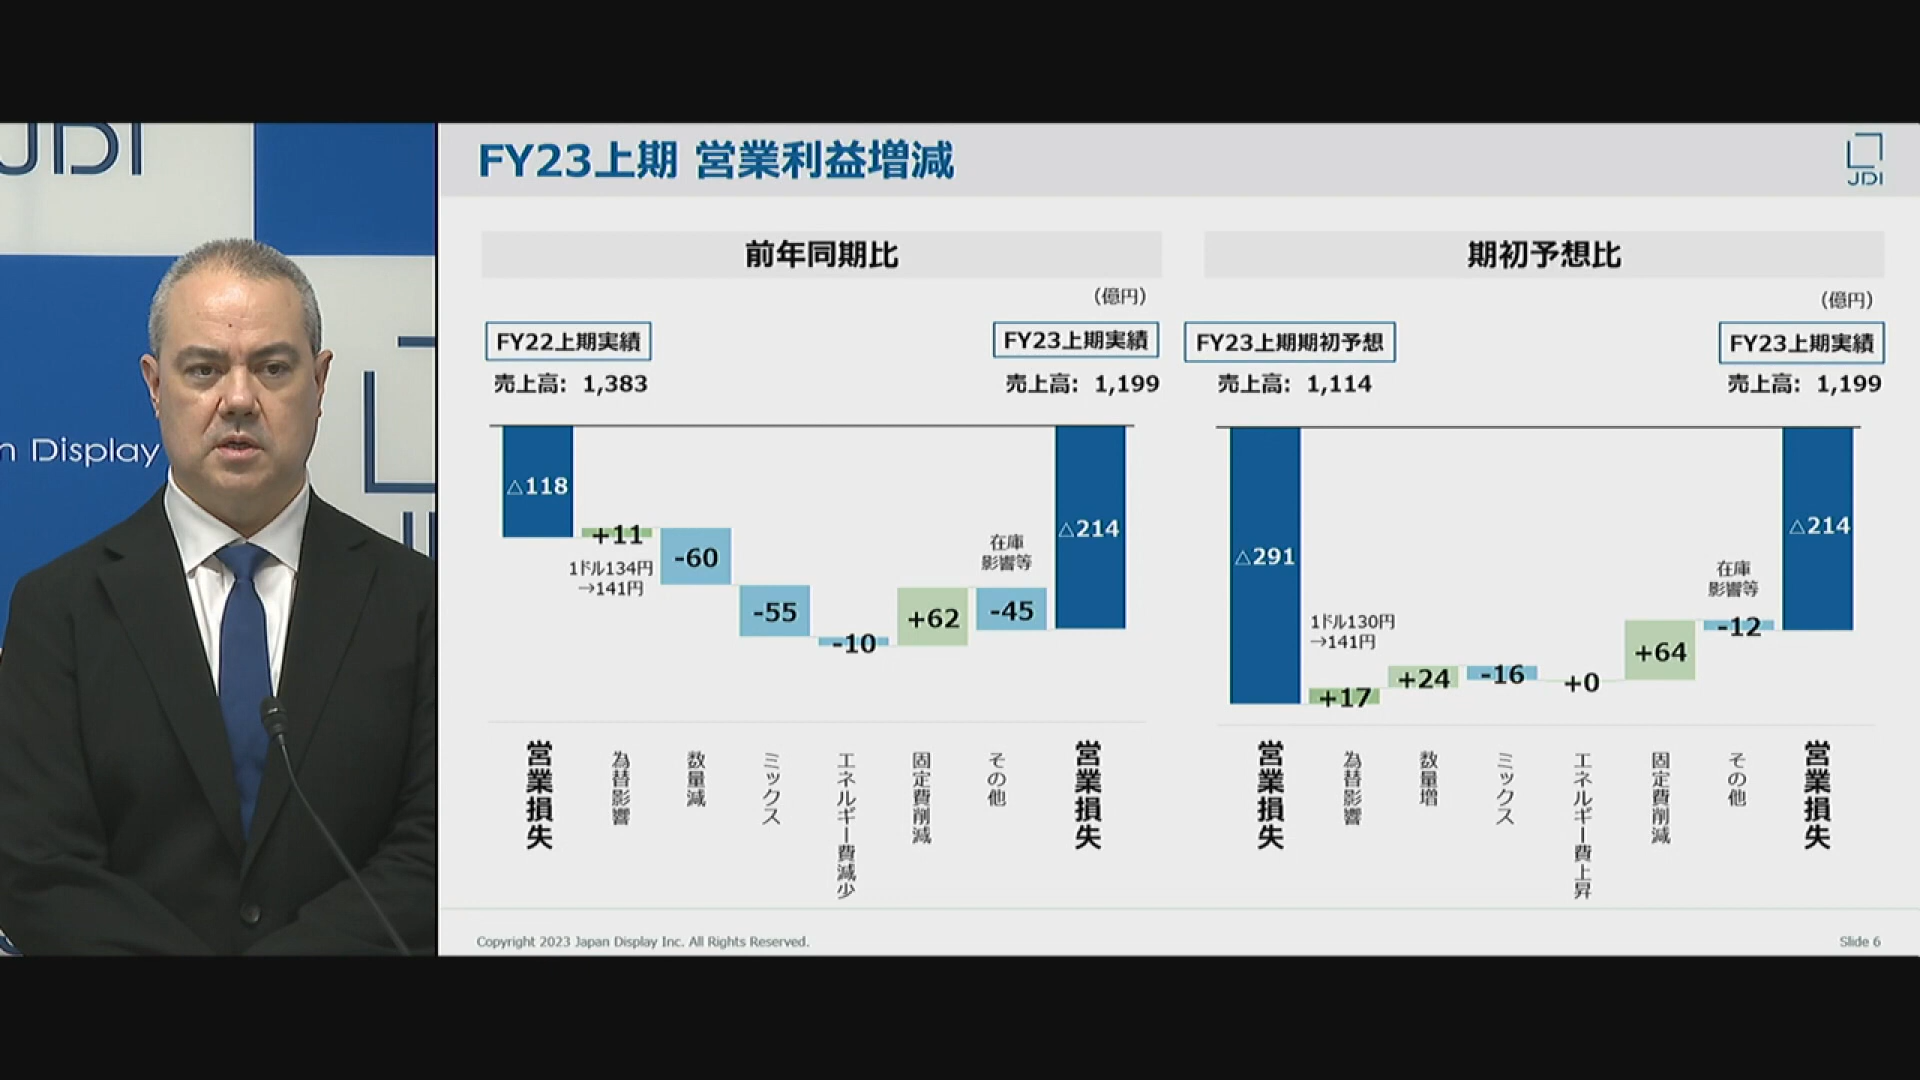 JDI
n Display
FY23上期 営業利益増減
JDI
前年同期比
(億円)
FY22上期実績
売上高: 1,383
FY23上期実績
売上高: 1,199
△118
+11
1ドル134円
→141円
-60
-55
-10
+62
在庫
影響等
-45
△214
営業損失
為替影響
数量減
ミックス
エネルギー費減少
固定費削減
その他
営業損失
期初予想比
(億円)
FY23上期期初予想
売上高: 1,114
FY23上期実績
売上高: 1,199
△291
1ドル130円
→141円
+17
+24
-16
+0
+64
在庫
影響等
-12
△214
営業損失
為替影響
数量増
ミックス
エネルギー費上昇
固定費削減
その他
営業損失
Copyright 2023 Japan Display Inc. All Rights Reserved.
Slide 6